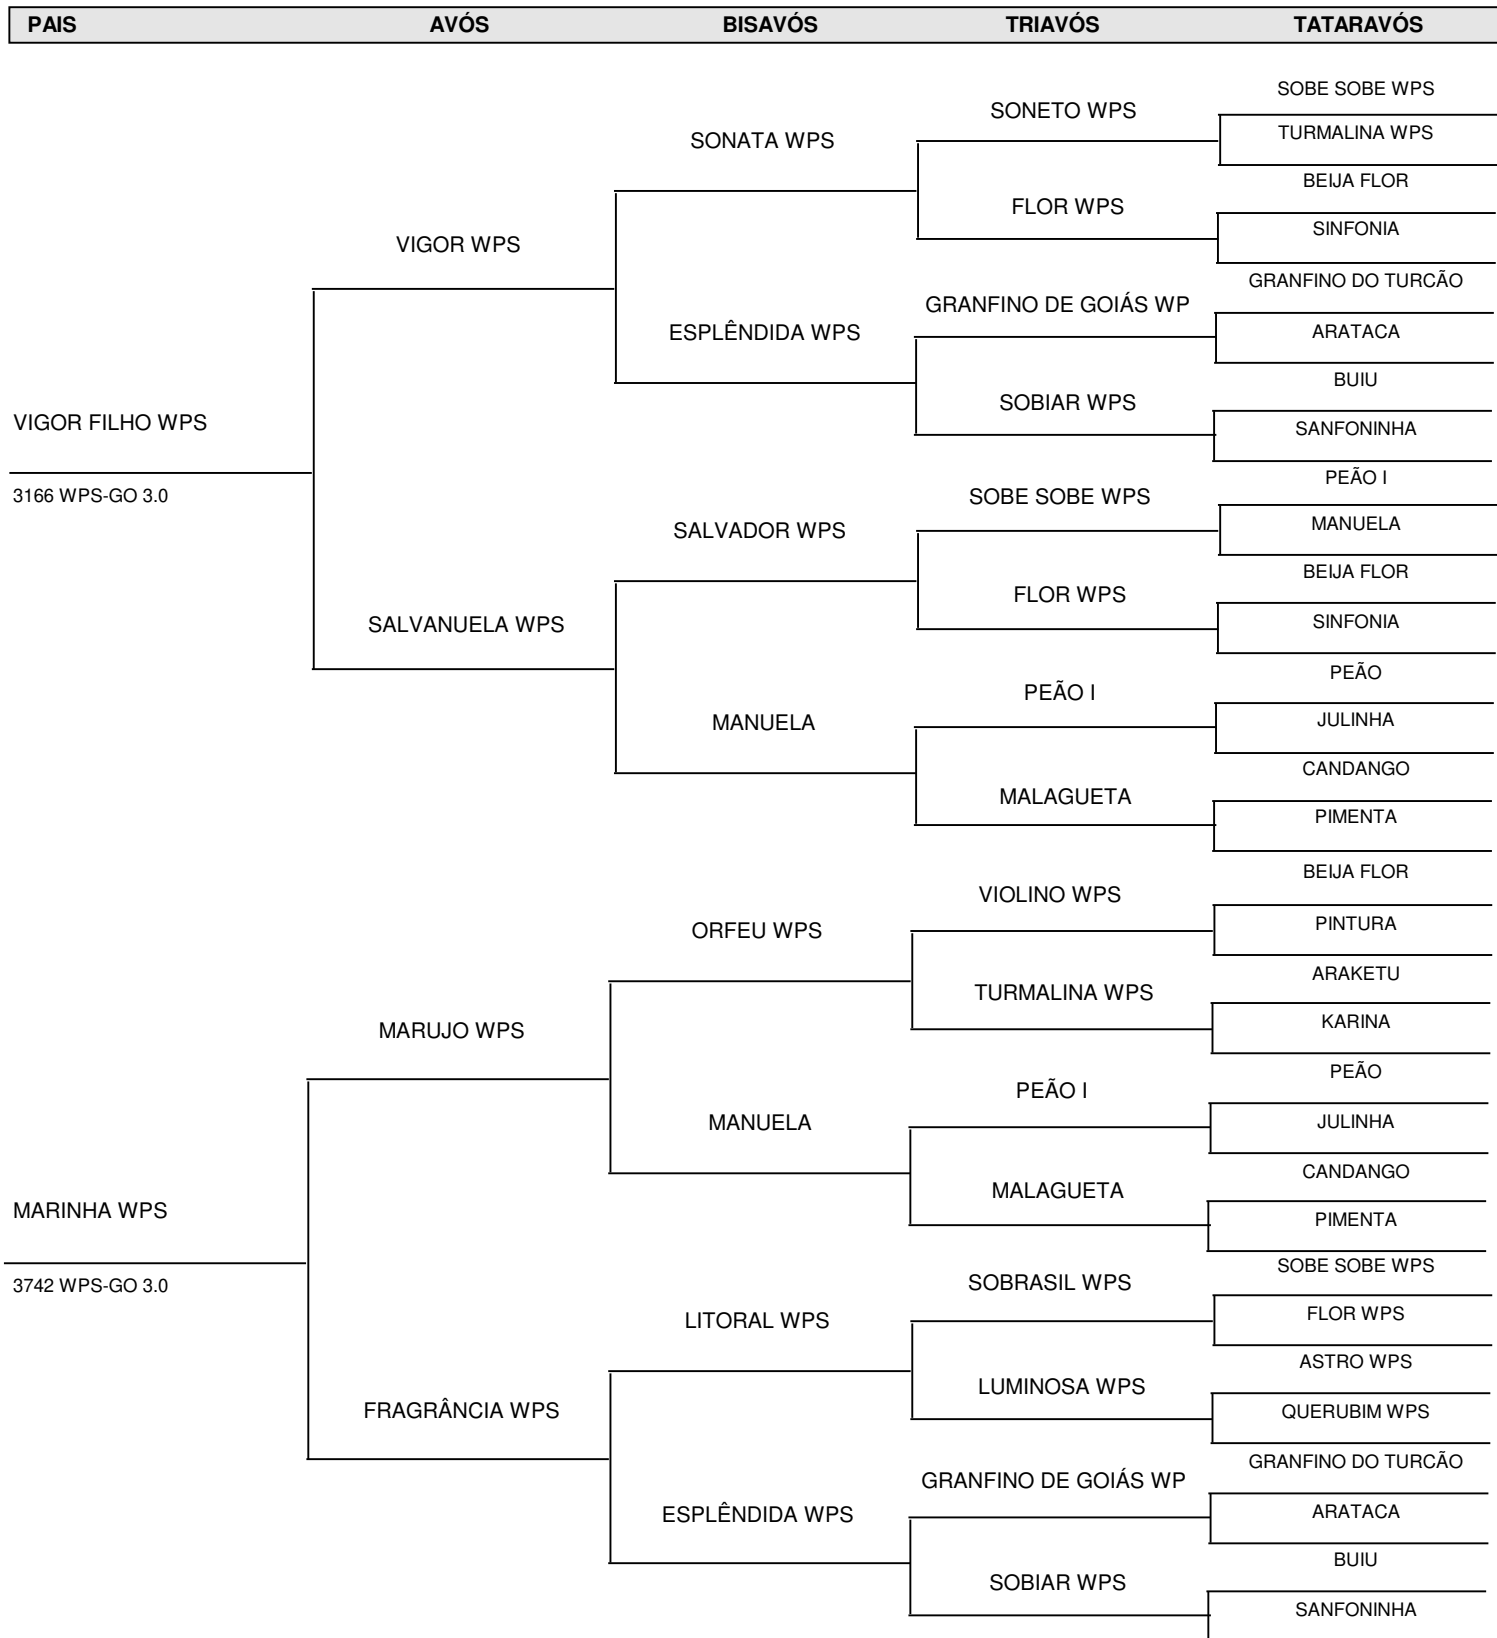 PAIS AVÓS BISAVÓS TRIAVÓS TATARAVÓS
SOBE SOBE WPS
SONETO WPS
TURMALINA WPS
SONATA WPS
BEIJA FLOR
FLOR WPS
SINFONIA
VIGOR WPS
GRANFINO DO TURCÃO
GRANFINO DE GOIÁS WP
ARATACA
ESPLÊNDIDA WPS
BUIU
SOBIAR WPS
VIGOR FILHO WPS
SANFONINHA
PEÃO I
3166 WPS-GO 3.0
SOBE SOBE WPS
MANUELA
SALVADOR WPS
BEIJA FLOR
FLOR WPS
SINFONIA
SALVANUELA WPS
PEÃO
PEÃO I
JULINHA
MANUELA
CANDANGO
MALAGUETA
PIMENTA
BEIJA FLOR
VIOLINO WPS
PINTURA
ORFEU WPS
ARAKETU
TURMALINA WPS
KARINA
MARUJO WPS
PEÃO
PEÃO I
JULINHA
MANUELA
CANDANGO
MALAGUETA
MARINHA WPS
PIMENTA
SOBE SOBE WPS
3742 WPS-GO 3.0
SOBRASIL WPS
FLOR WPS
LITORAL WPS
ASTRO WPS
LUMINOSA WPS
FRAGRÂNCIA WPS
QUERUBIM WPS
GRANFINO DO TURCÃO
GRANFINO DE GOIÁS WP
ARATACA
ESPLÊNDIDA WPS
BUIU
SOBIAR WPS
SANFONINHA